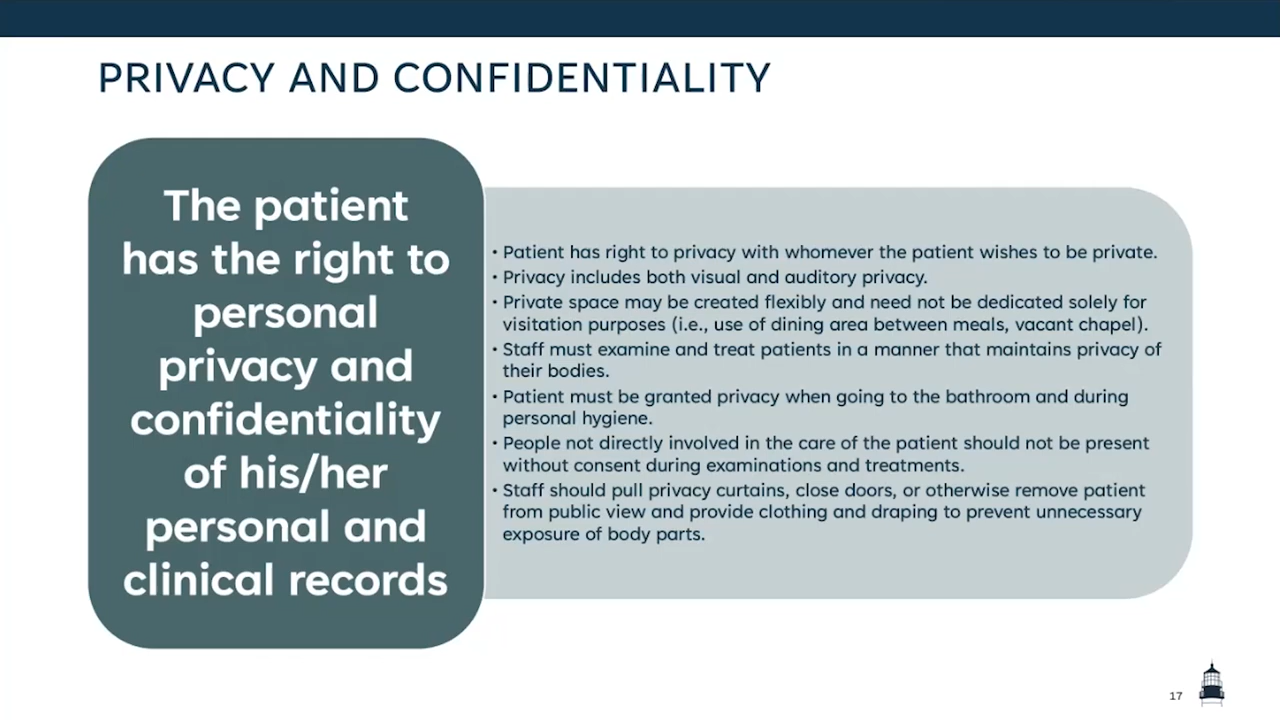 PRIVACY AND CONFIDENTIALITY
The patient
has the right to
personal
privacy and
confidentiality
of his/her
personal and
clinical records
• Patient has right to privacy with whomever the patient wishes to be private.
• Privacy includes both visual and auditory privacy.
• Private space may be created flexibly and need not be dedicated solely for
visitation purposes (i.e., use of dining area between meals, vacant chapel).
• Staff must examine and treat patients in a manner that maintains privacy of
their bodies.
• Patient must be granted privacy when going to the bathroom and during
personal hygiene.
• People not directly involved in the care of the patient should not be present
without consent during examinations and treatments.
• Staff should pull privacy curtains, close doors, or otherwise remove patient
from public view and provide clothing and draping to prevent unnecessary
exposure of body parts.
17